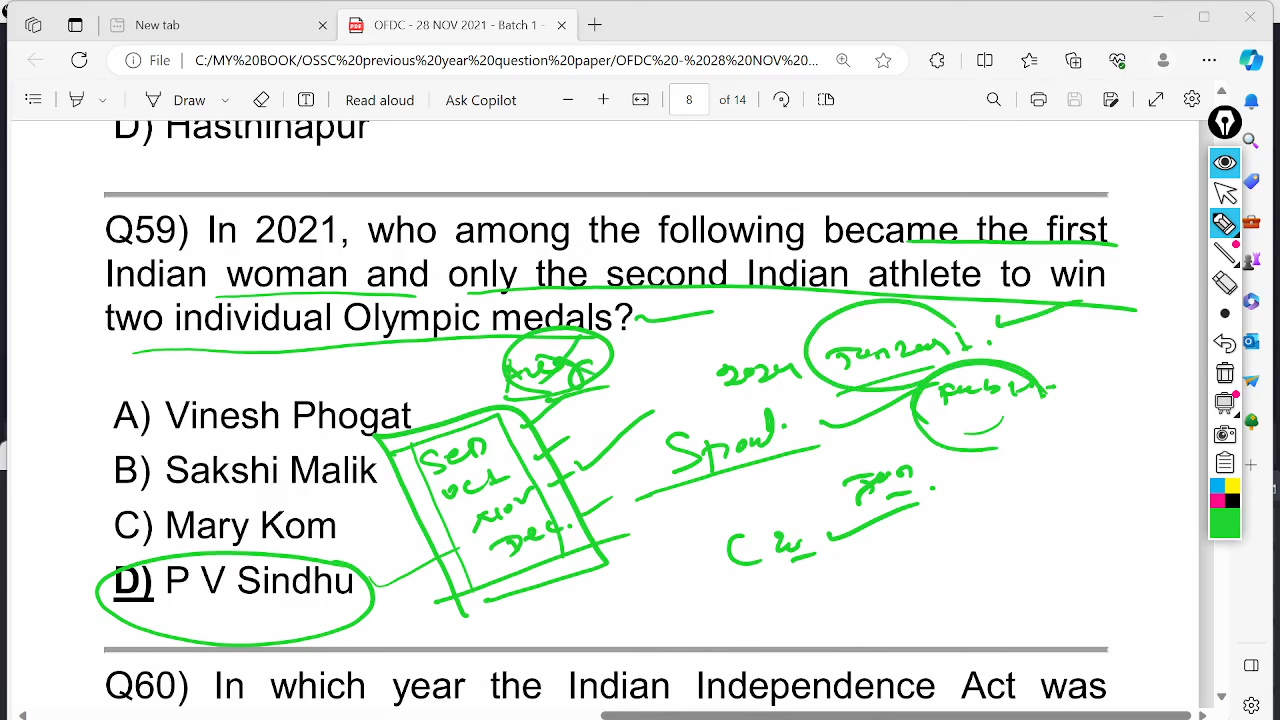 New tab
OFDC - 28 NOV 2021 - Batch 1 -
File
C:/MY%20BOOK/OSSC%20previous%20year%20question%20paper/OFDC%20-%2028%20NOV%20...
Draw
Read aloud
Ask Copilot
8 of 14
D) Hasthinapur
Q59) In 2021, who among the following became the first
Indian woman and only the second Indian athlete to win
two individual Olympic medals?
2024
A) Vinesh Phogat
Sep
B) Sakshi Malik
Oct
Nov
Jan
C) Mary Kom
Dec.
D) P V Sindhu
Q60) In which year the Indian Independence Act was